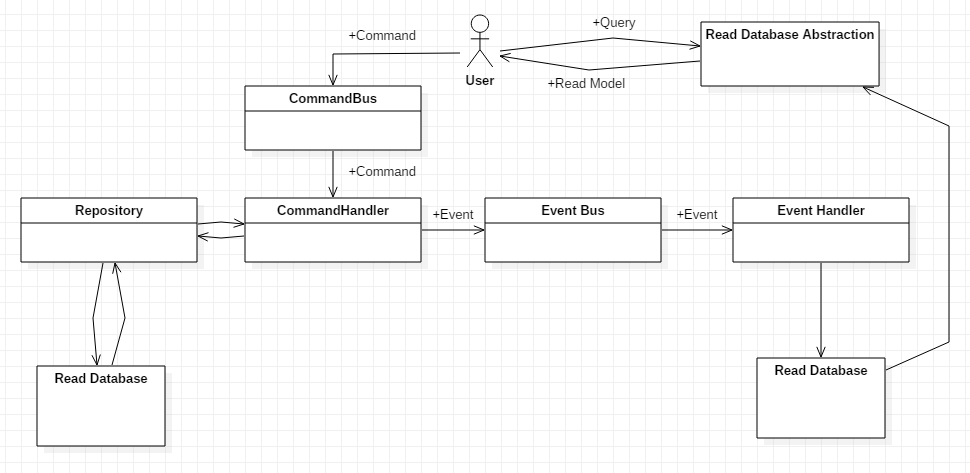 +Query
+Command
Read Database Abstraction
User
+Read Model
CommandBus
+Command
Repository
CommandHandler
+Event
Event Bus
+Event
Event Handler
Read Database
Read Database